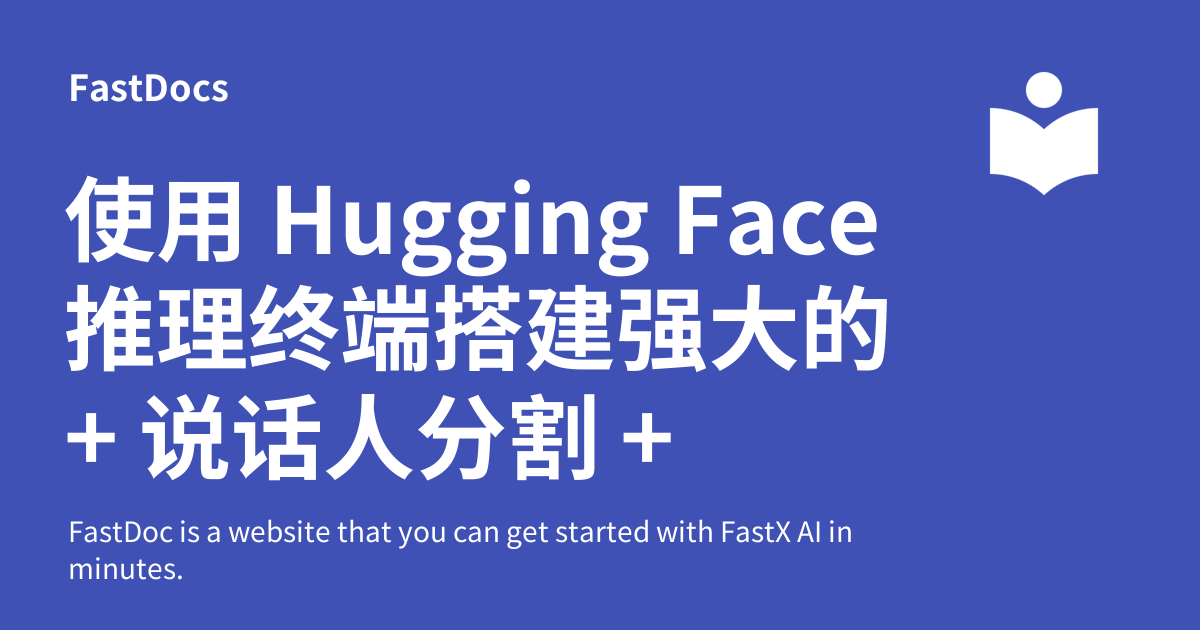 FastDocs
使用 Hugging Face
推理终端搭建强大的
+ 说话人分割 +
FastDoc is a website that you can get started with FastX AI in
minutes.